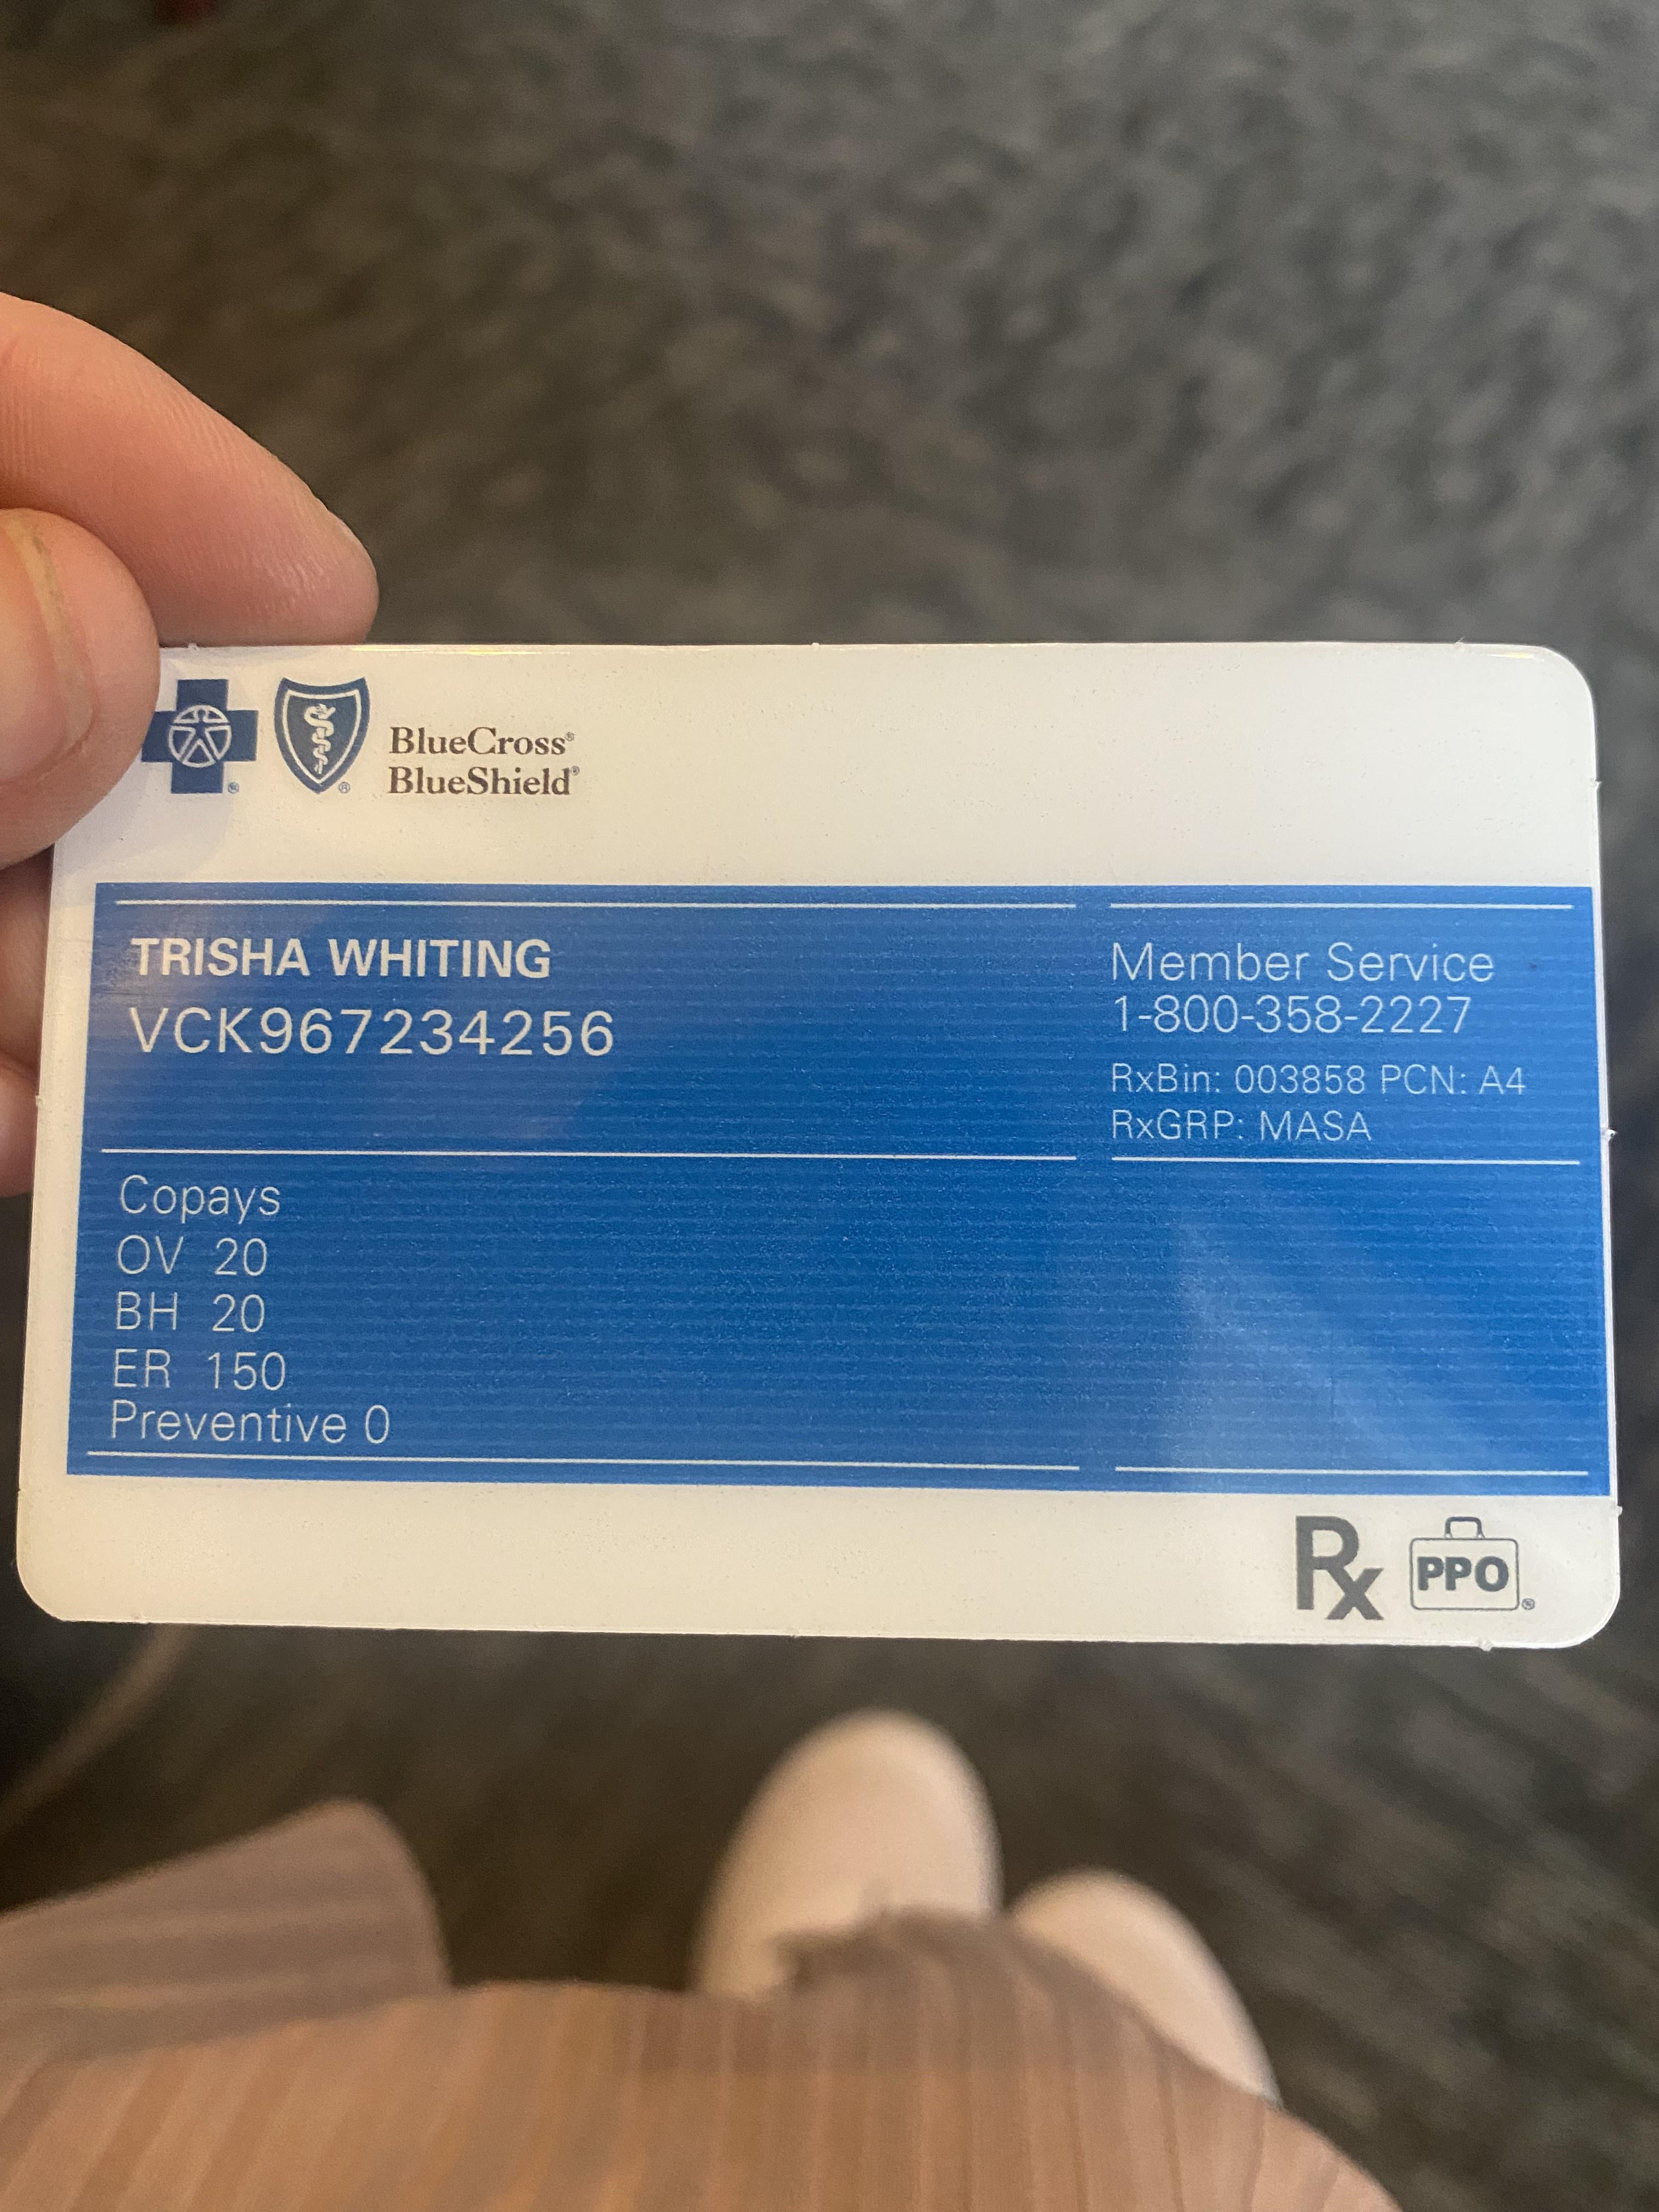 BlueCross®
BlueShield®
TRISHA WHITING
VCK967234256
Member Service
1-800-358-2227
RxBin: 003858 PCN: A4
RxGRP: MASA
Copays
OV 20
BH 20
ER 150
Preventive 0
Rx PPO®